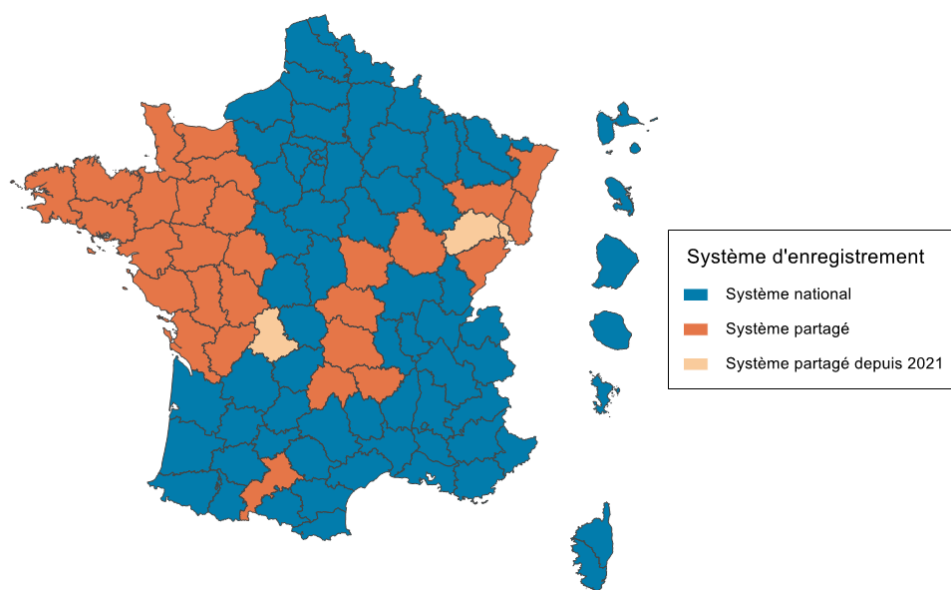 Système d'enregistrement
Système national
Système partagé
Système partagé depuis 2021